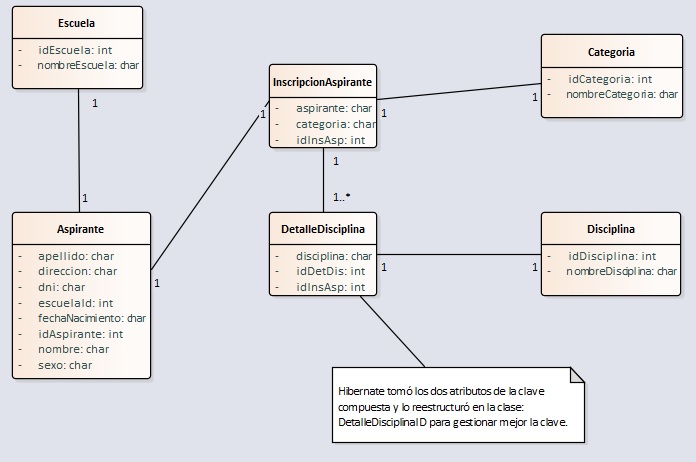 Escuela
- idEscuela: int
- nombreEscuela: char
1
1
Aspirante
- apellido: char
- direccion: char
- dni: char
- escuelaId: int
- fechaNacimiento: char
- idAspirante: int
- nombre: char
- sexo: char
1
1
InscripcionAspirante
- aspirante: char
- categoria: char
- idInsAsp: int
1
1
Categoria
- idCategoria: int
- nombreCategoria: char
1
1..*
DetalleDisciplina
- disciplina: char
- idDetDis: int
- idInsAsp: int
1
1
Disciplina
- idDisciplina: int
- nombreDisciplina: char
Hibernate tomó los dos atributos de la clave
compuesta y lo reestructuró en la clase:
DetalleDisciplinaID para gestionar mejor la clave.